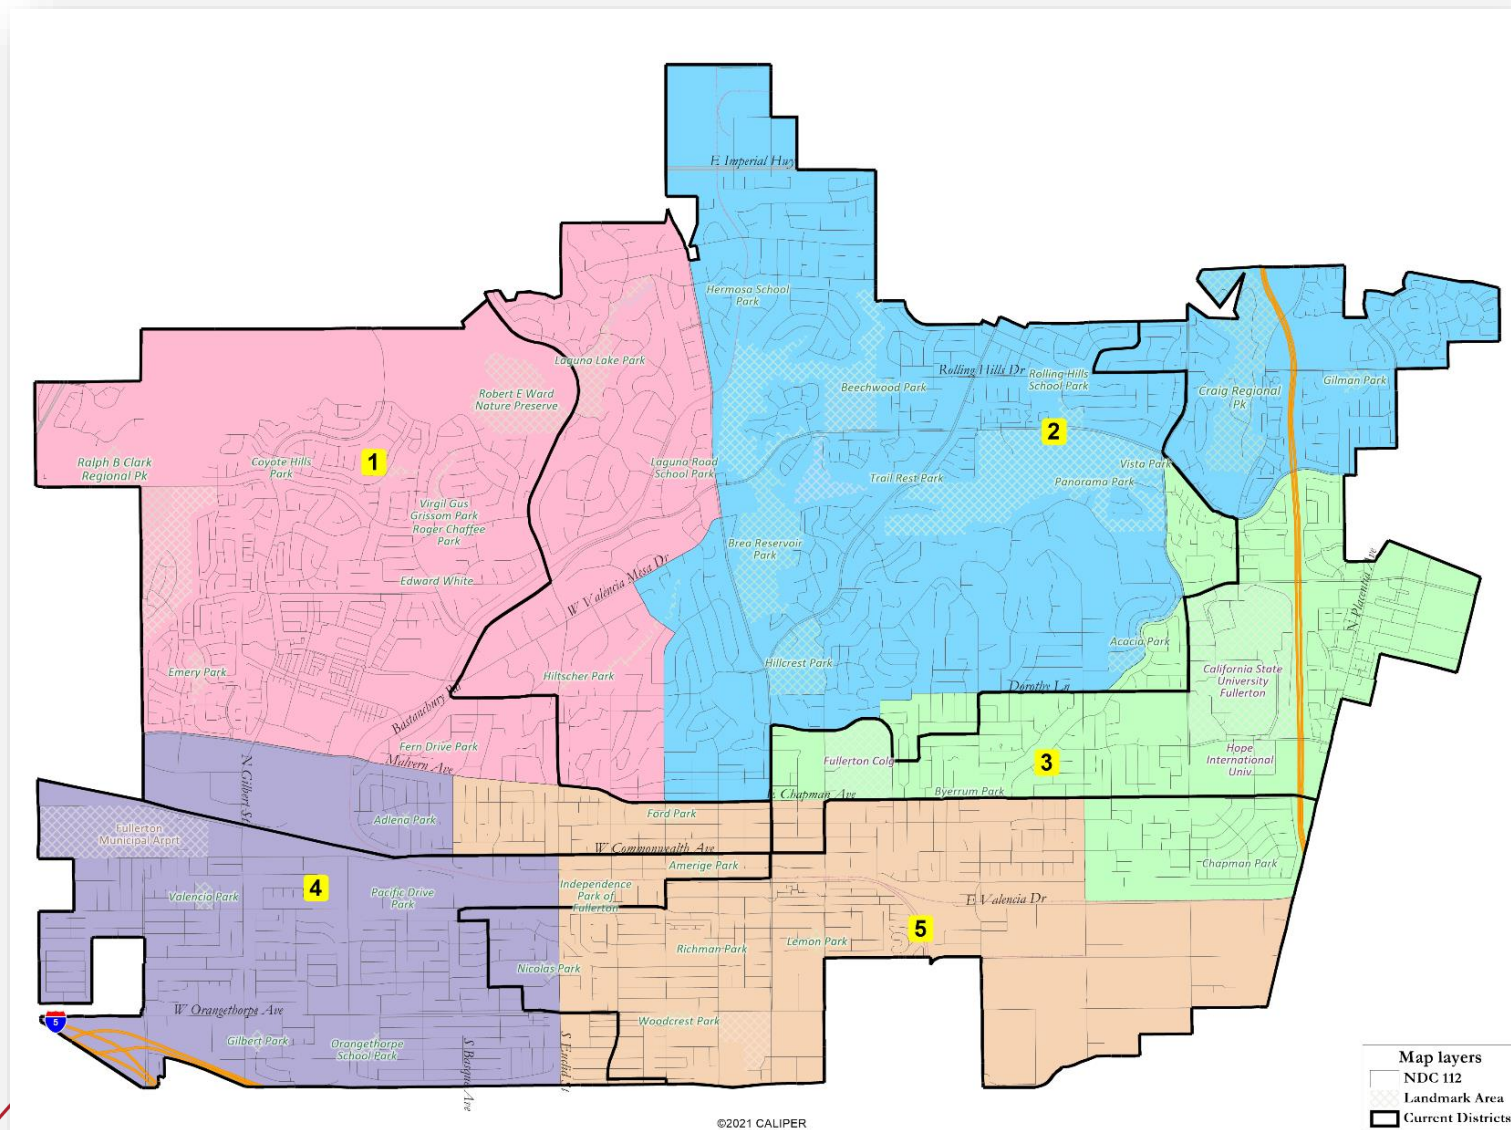 E Imperial Hwy
Hermosa School
Park
Laguna Lake Park
Robert E Ward
Nature Preserve
Beechwood Park
Rolling Hills Dr
Rolling Hills
School Park
Craig Regional
Pk
Gilman Park
2
1
Ralph B Clark
Regional Pk
Coyote Hills
Park
Laguna Road
School Park
Trail Rest Park
Vista Park
Panorama Park
Virgil Gus
Grissom Park
Roger Chaffee
Park
Brea Reservoir
Park
Edward White
W Valencia Mesa Dr
N Placentia Ave
Acacia Park
Emery Park
Hiltscher Park
Hillcrest Park
California State
University
Fullerton
Dorothy Ln
Bastanchury Rd
Fern Drive Park
Malvern Ave
Fullerton Colg
3
Hope
International
Univ
N Gilbert St
E Chapman Ave
Byerrum Park
Ford Park
Adlena Park
Fullerton
Municipal Arprt
W Commonwealth Ave
Amerige Park
Chapman Park
4
Valencia Park
Pacific Drive
Park
Independence
Park of
Fullerton
E Valencia Dr
5
Richman Park
Lemon Park
Nicolas Park
W Orangethorpe Ave
5
Gilbert Park
Orangethorpe
School Park
Woodcrest Park
S Basque Ave
S Euclid St
Map layers
NDC 112
Landmark Area
Current Districts
©2021 CALIPER